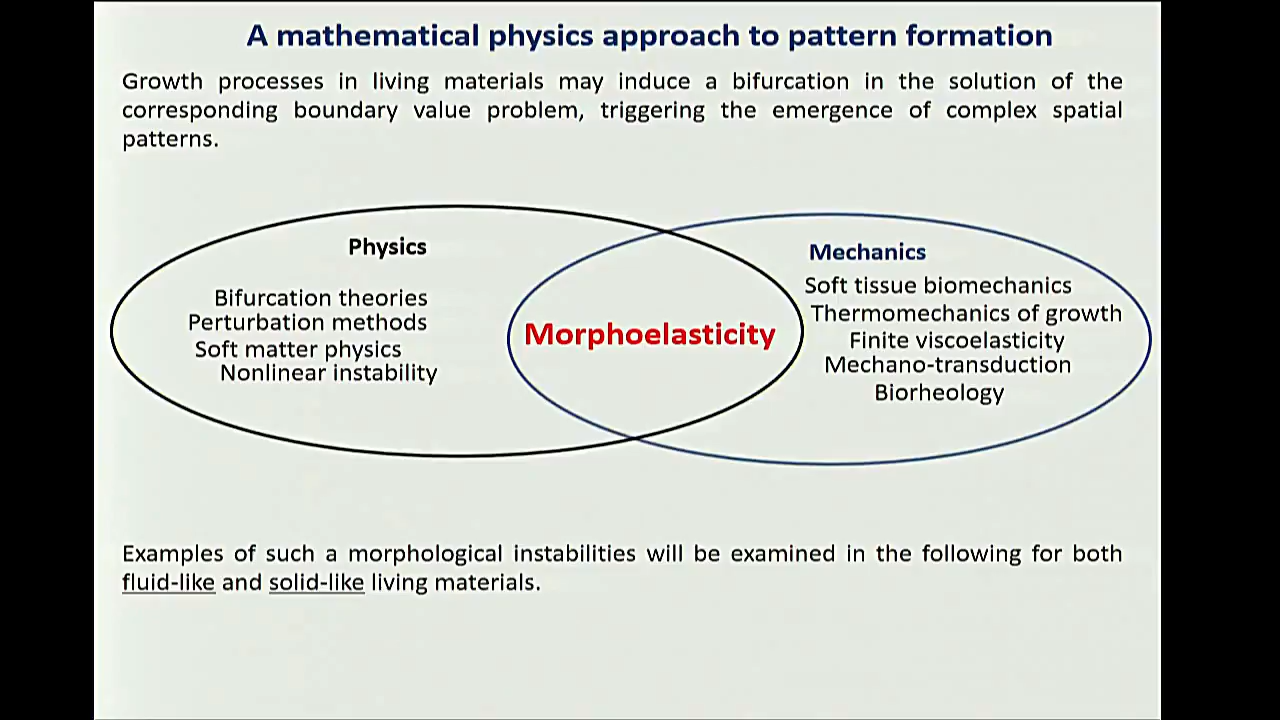 A mathematical physics approach to pattern formation
Growth processes in living materials may induce a bifurcation in the solution of the
corresponding boundary value problem, triggering the emergence of complex spatial
patterns.
Physics
Bifurcation theories
Perturbation methods
Soft matter physics
Nonlinear instability
Morphoelasticity
Mechanics
Soft tissue biomechanics
Thermomechanics of growth
Finite viscoelasticity
Mechano-transduction
Biorheology
Examples of such a morphological instabilities will be examined in the following for both
fluid-like and solid-like living materials.